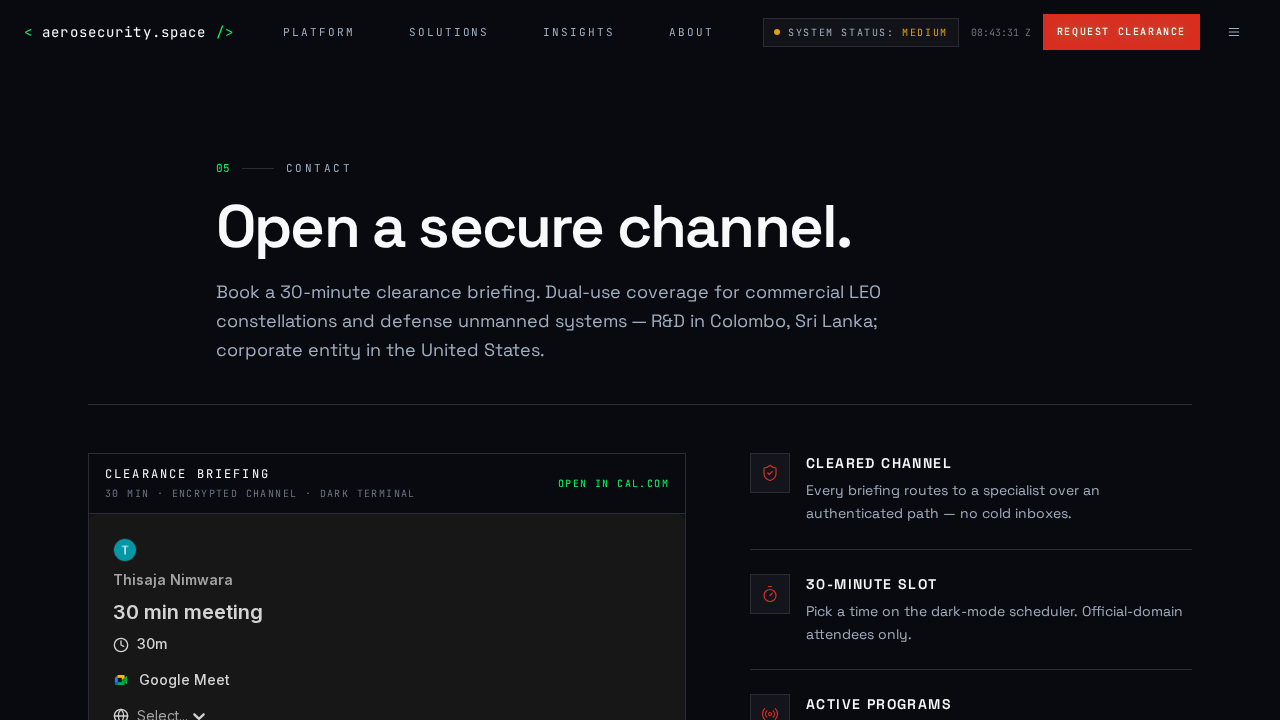 < aerosecurity.space />
PLATFORM
SOLUTIONS
INSIGHTS
ABOUT
SYSTEM STATUS: MEDIUM
08:43:31 Z
REQUEST CLEARANCE
05
CONTACT
Open a secure channel.
Book a 30-minute clearance briefing. Dual-use coverage for commercial LEO
constellations and defense unmanned systems — R&D in Colombo, Sri Lanka;
corporate entity in the United States.
CLEARANCE BRIEFING
30 MIN · ENCRYPTED CHANNEL · DARK TERMINAL
OPEN IN CAL.COM
T
Thisaja Nimwara
30 min meeting
30m
Google Meet
Select...
CLEARED CHANNEL
Every briefing routes to a specialist over an
authenticated path — no cold inboxes.
30-MINUTE SLOT
Pick a time on the dark-mode scheduler. Official-domain
attendees only.
ACTIVE PROGRAMS